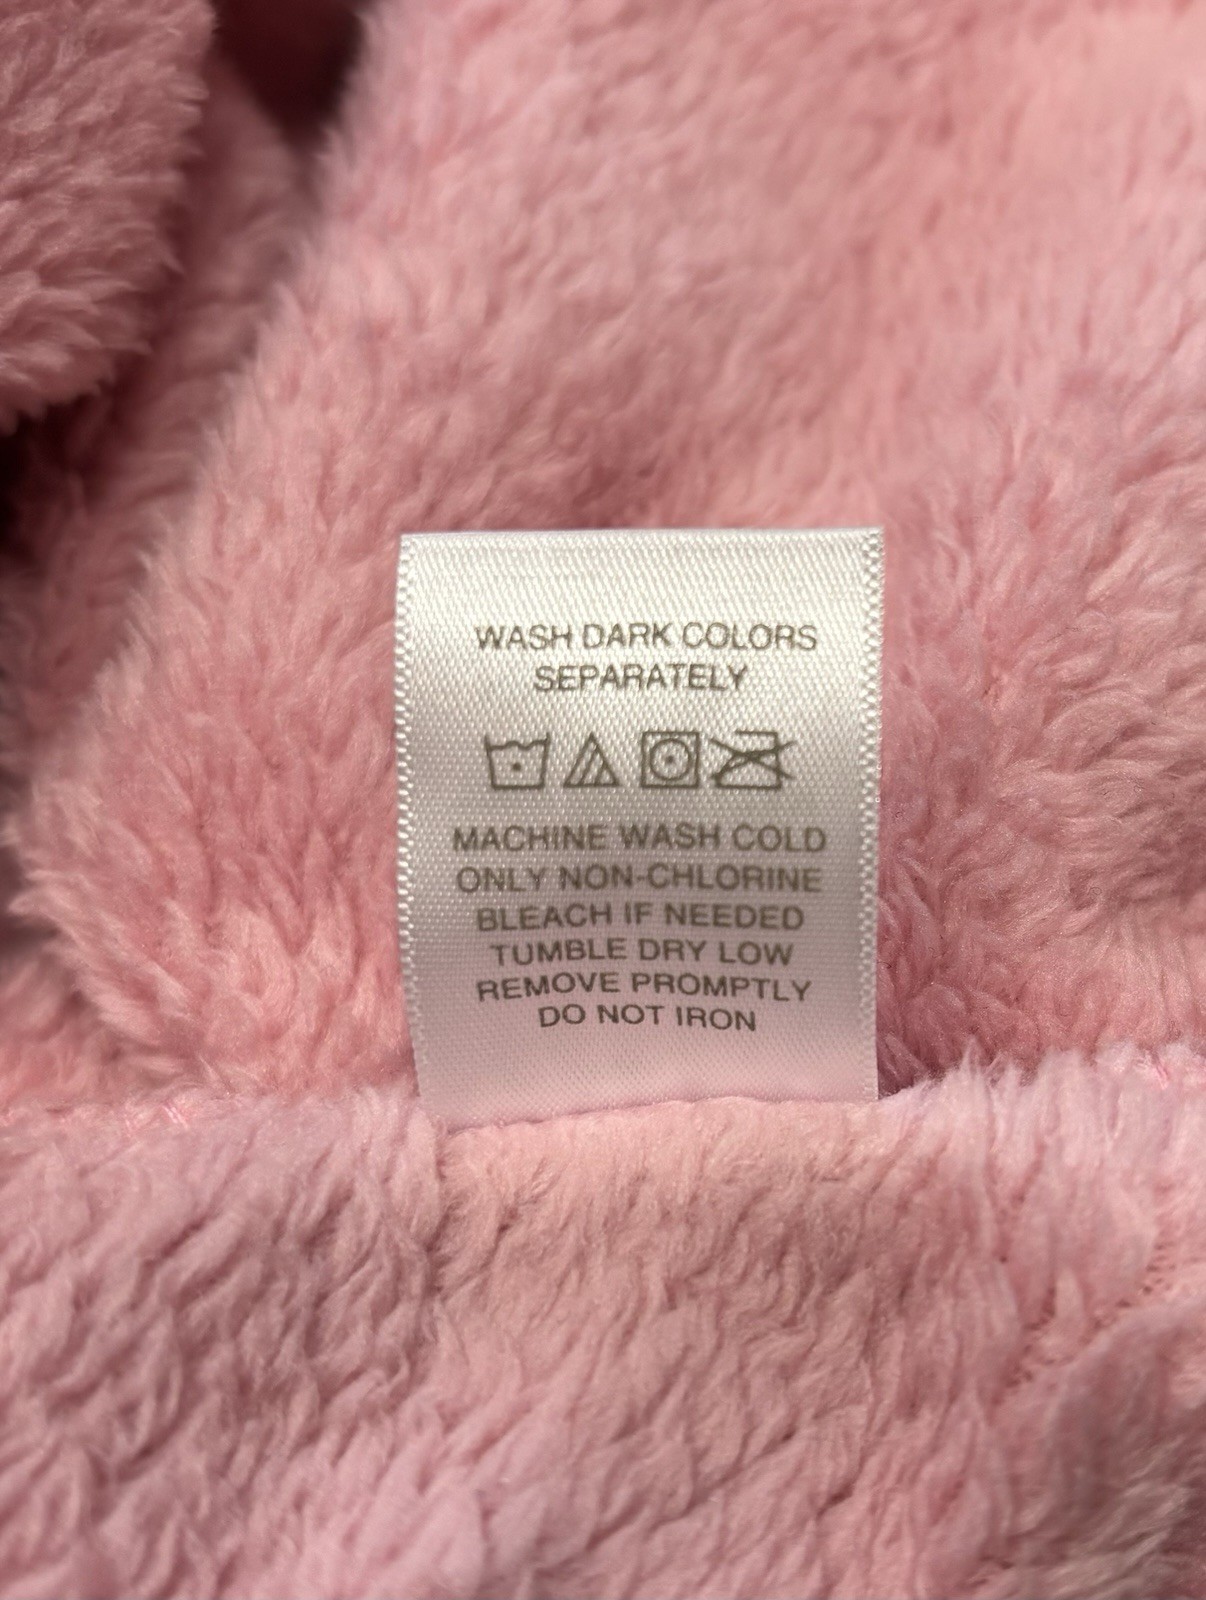 WASH DARK COLORS
SEPARATELY
MACHINE WASH COLD
ONLY NON-CHLORINE
BLEACH IF NEEDED
TUMBLE DRY LOW
REMOVE PROMPTLY
DO NOT IRON